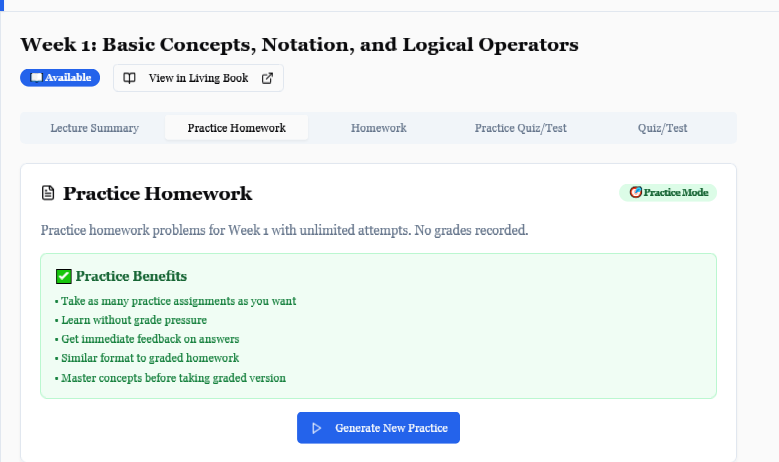 Week 1: Basic Concepts, Notation, and Logical Operators
Available
View in Living Book
Lecture Summary
Practice Homework
Homework
Practice Quiz/Test
Quiz/Test
Practice Homework
Practice Mode
Practice homework problems for Week 1 with unlimited attempts. No grades recorded.
✅ Practice Benefits
• Take as many practice assignments as you want
• Learn without grade pressure
• Get immediate feedback on answers
• Similar format to graded homework
• Master concepts before taking graded version
Generate New Practice